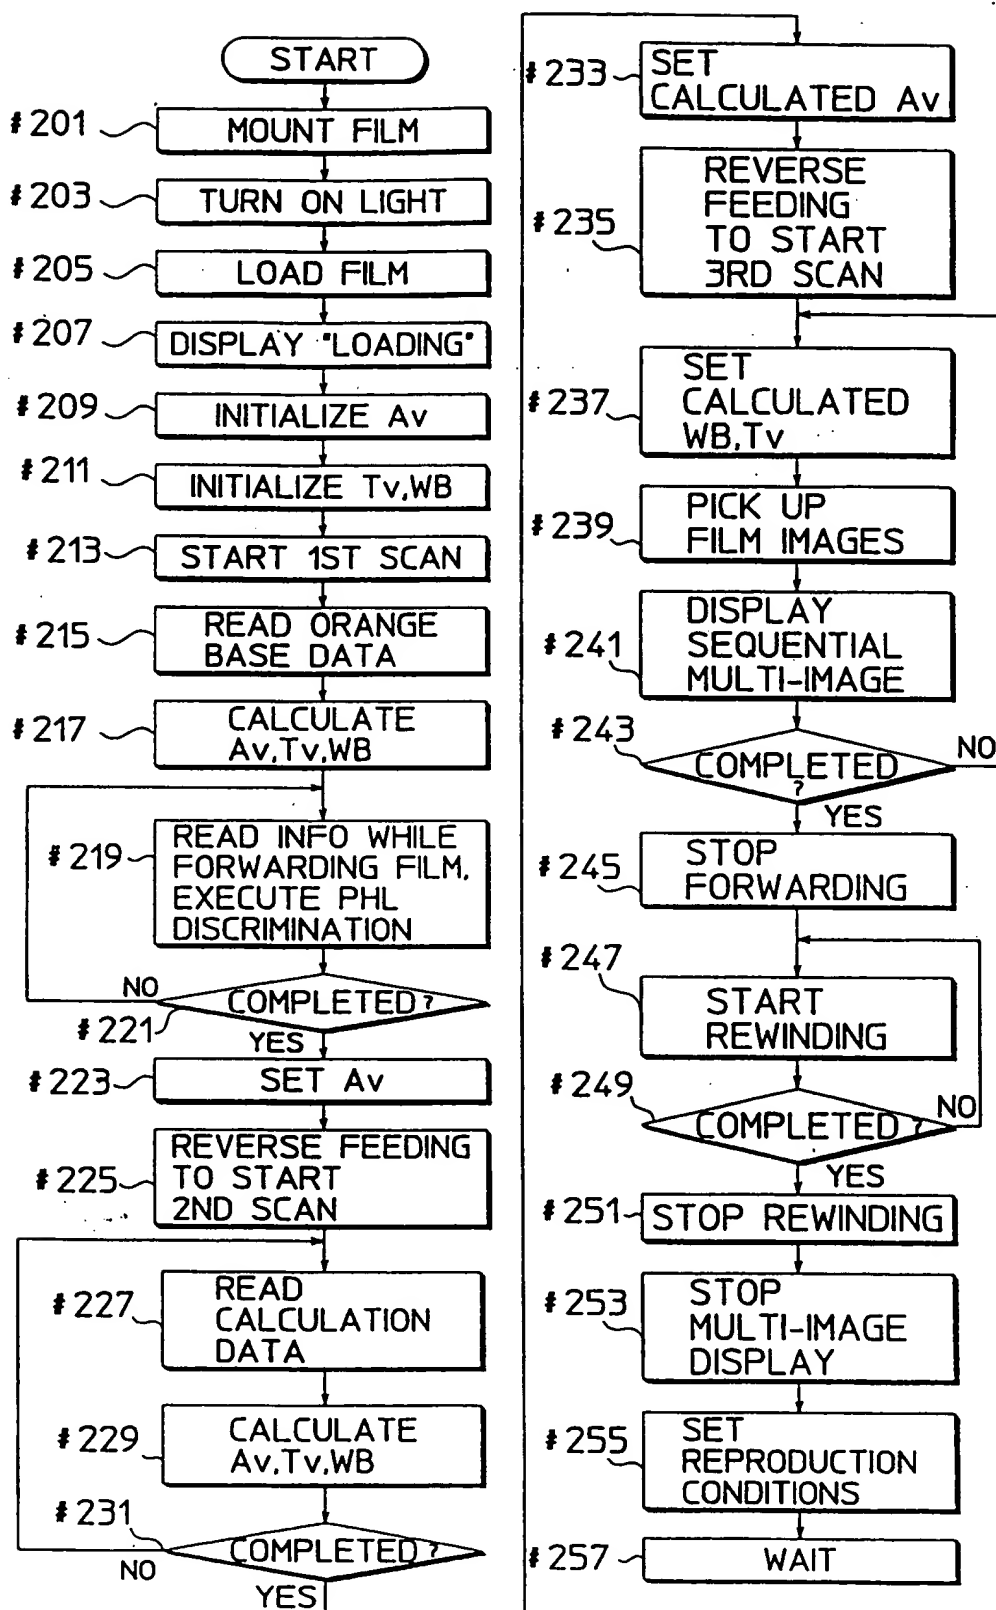 START
#201
MOUNT FILM
#203
TURN ON LIGHT
#205
LOAD FILM
#207
DISPLAY "LOADING"
#209
INITIALIZE Av
#211
INITIALIZE Tv,WB
#213
START 1ST SCAN
#215
READ ORANGE
BASE DATA
#217
CALCULATE
Av,Tv,WB
#219
READ INFO WHILE
FORWARDING FILM,
EXECUTE PHL
DISCRIMINATION
NO
COMPLETED?
#221
YES
#223
SET Av
#225
REVERSE FEEDING
TO START
2ND SCAN
#227
READ
CALCULATION
DATA
#229
CALCULATE
Av,Tv,WB
#231
COMPLETED?
NO
YES
#233
SET
CALCULATED Av
#235
REVERSE
FEEDING
TO START
3RD SCAN
#237
SET
CALCULATED
WB,Tv
#239
PICK UP
FILM IMAGES
#241
DISPLAY
SEQUENTIAL
MULTI-IMAGE
#243
COMPLETED
?
NO
YES
#245
STOP
FORWARDING
#247
START
REWINDING
#249
COMPLETED?
NO
YES
#251
STOP REWINDING
#253
STOP
MULTI-IMAGE
DISPLAY
#255
SET
REPRODUCTION
CONDITIONS
#257
WAIT